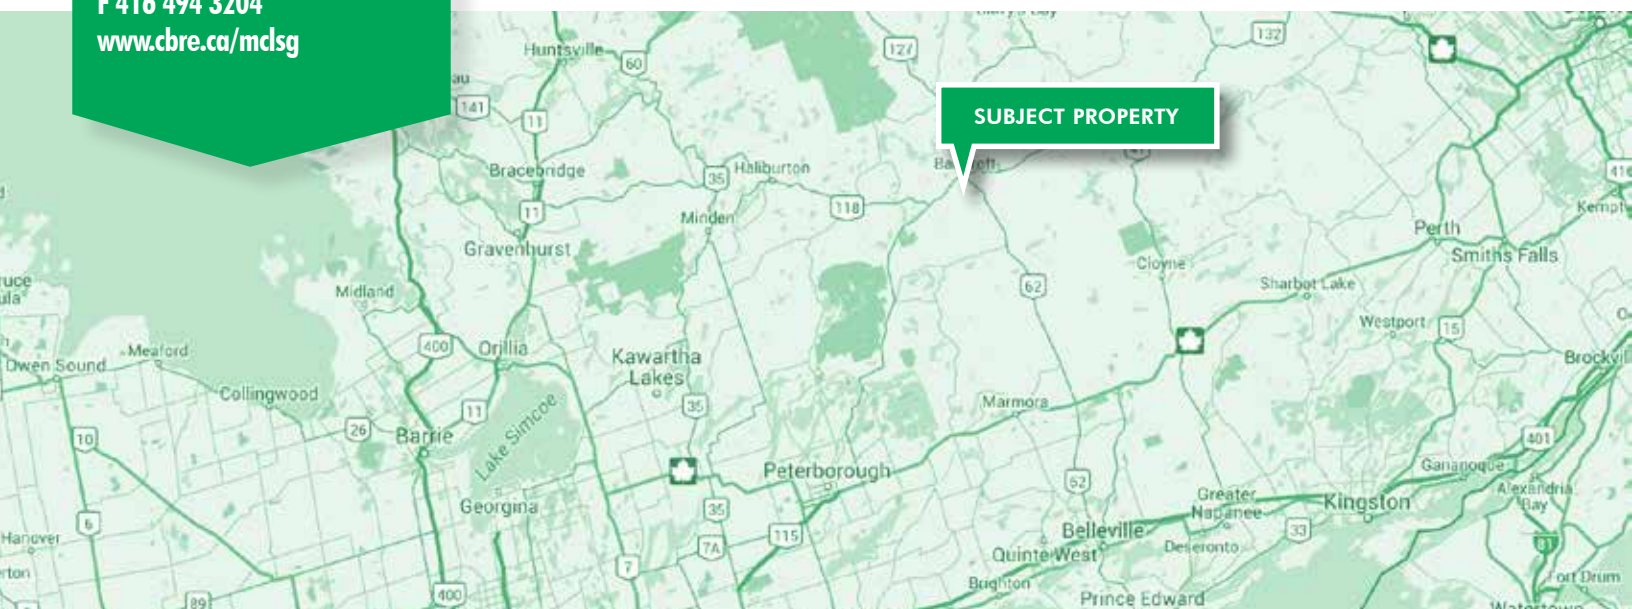 F 416 494 3204
www.cbre.ca/mclsg
SUBJECT PROPERTY
Huntsville
60
127
132
141
11
Bracebridge
35
Haliburton
11
Minden
118
Gravenhurst
Perth
Smiths Falls
416
Cloyne
Sharbot Lake
62
Midland
Westport
15
400
Orillia
Kawartha
Lakes
Meaford
Owen Sound
Collingwood
Brockvil
Marmora
35
11
26
Barrie
Lake Simcoe
10
401
Peterborough
Gananoque
62
Alexandria
Bay
Greater
Napanee
Kingston
Georgina
35
6
115
7A
Belleville
33
Deseronto
Quinte West
Hanover
81
7
Brighton
Fort Drum
89
400
Prince Edward
Watertown